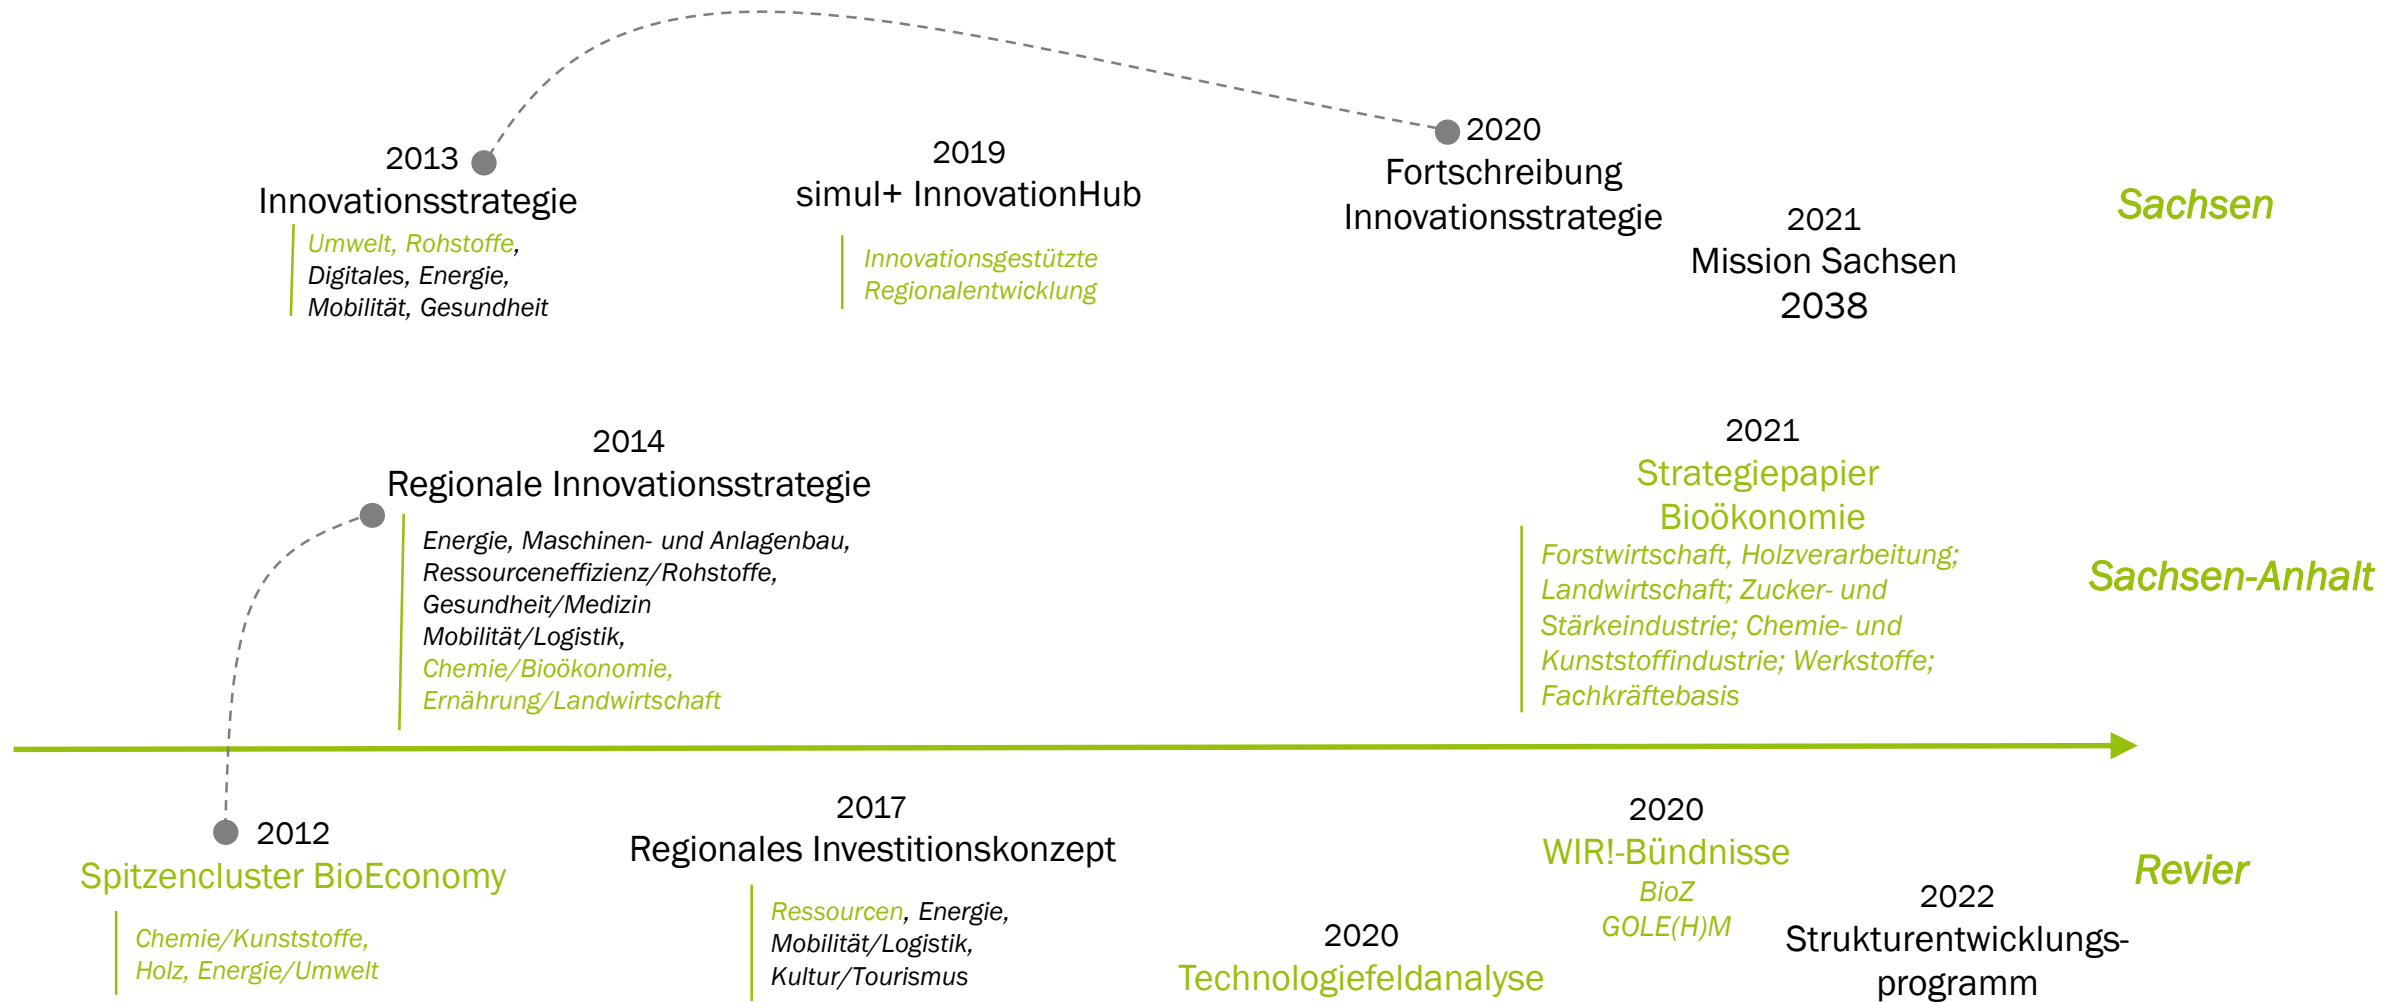 2013
Innovationsstrategie
Umwelt, Rohstoffe,
Digitales, Energie,
Mobilität, Gesundheit
2019
simul+ InnovationHub
Innovationsgestützte
Regionalentwicklung
2020
Fortschreibung
Innovationsstrategie
2021
Mission Sachsen
2038
Sachsen
2014
Regionale Innovationsstrategie
Energie, Maschinen- und Anlagenbau,
Ressourceneffizienz/Rohstoffe,
Gesundheit/Medizin
Mobilität/Logistik,
Chemie/Bioökonomie,
Ernährung/Landwirtschaft
2021
Strategiepapier
Bioökonomie
Forstwirtschaft, Holzverarbeitung;
Landwirtschaft; Zucker- und
Stärkeindustrie; Chemie- und
Kunststoffindustrie; Werkstoffe;
Fachkräftebasis
Sachsen-Anhalt
2012
Spitzencluster BioEconomy
Chemie/Kunststoffe,
Holz, Energie/Umwelt
2017
Regionales Investitionskonzept
Ressourcen, Energie,
Mobilität/Logistik,
Kultur/Tourismus
2020
Technologiefeldanalyse
2020
WIR!-Bündnisse
BioZ
GOLE(H)M
2022
Strukturentwicklungs-
programm
Revier